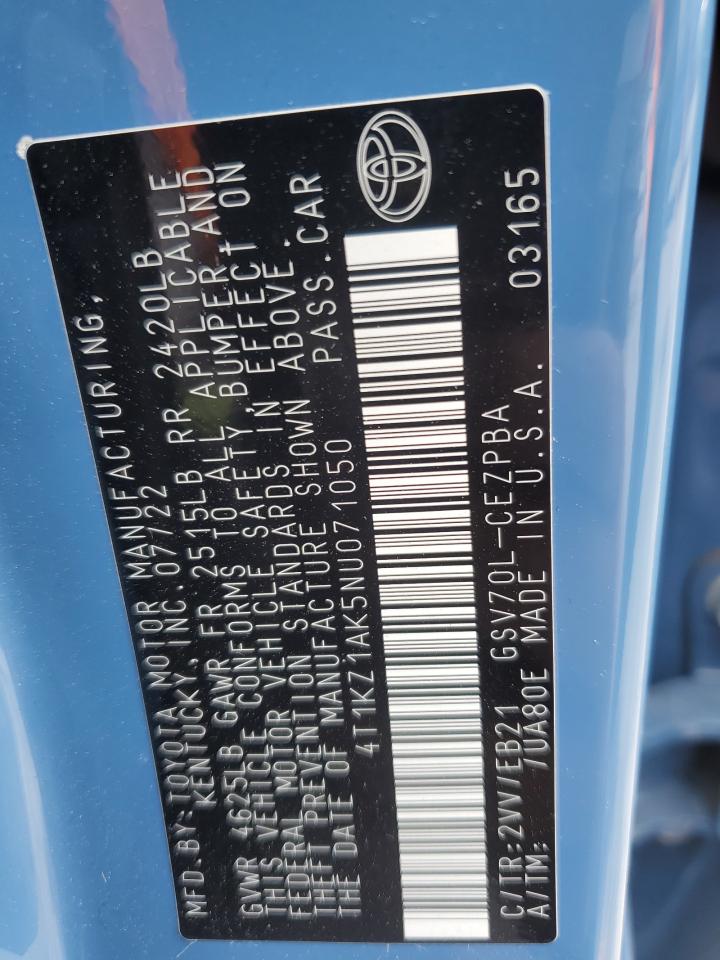 MFD.BY:TOYOTA MOTOR MANUFACTURING,
KENTUCKY, INC.07/22
GVWR 4625LB GAWR FR 2515LB RR 2420LB
THIS VEHICLE CONFORMS TO ALL APPLICABLE
FEDERAL MOTOR VEHICLE SAFETY, BUMPER, AND
THEFT PREVENTION STANDARDS IN EFFECT ON
THE DATE OF MANUFACTURE SHOWN ABOVE.
4T1KZ1AK5NU071050 PASS.CAR
C/TR:2VV/EB21 GSV70L-CEZPBA
A/TM: /UA80E MADE IN U.S.A. 03165